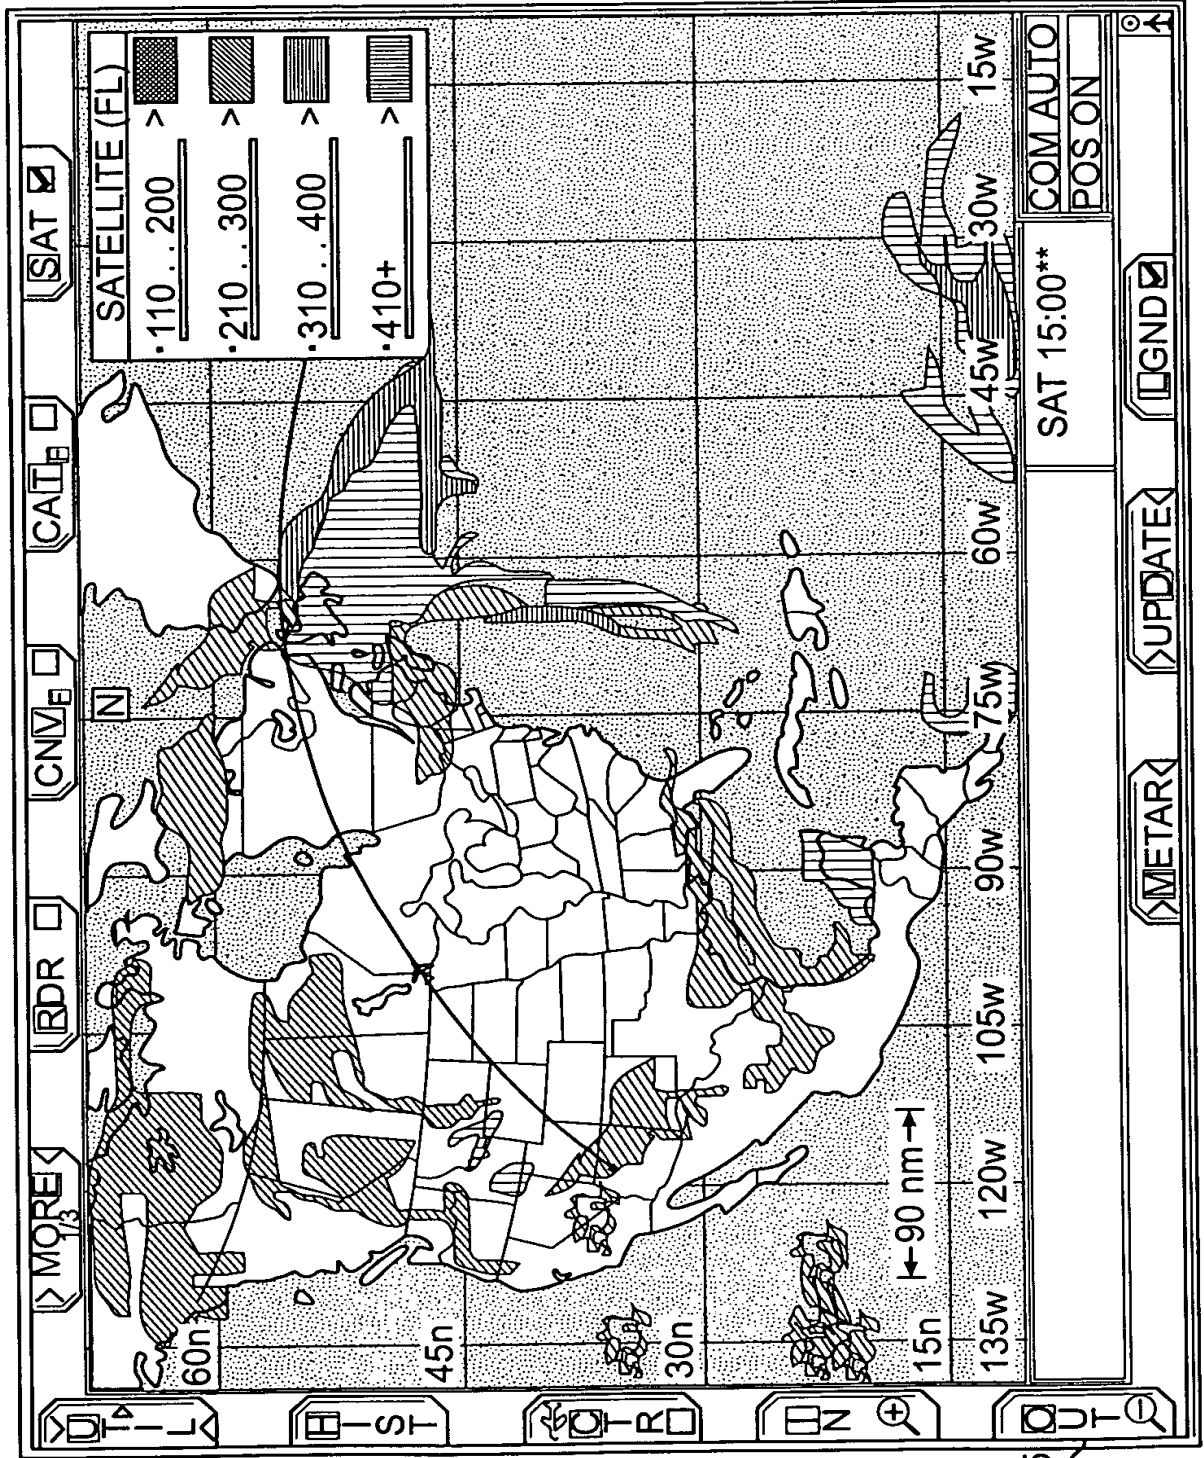 >MORE<
1/3
RDR
CNV
CAT
SAT
>UTIL<
HIST
CTR
IN
OUT
N
SATELLITE (FL)
·110..200 >
·210..300 >
·310..400 >
·410+ >
60n
45n
30n
15n
|←90 nm→|
135w
120w
105w
90w
75w
60w
45w
30w
15w
SAT 15:00**
COM AUTO
POS ON
>METAR<
>UPDATE<
LGND